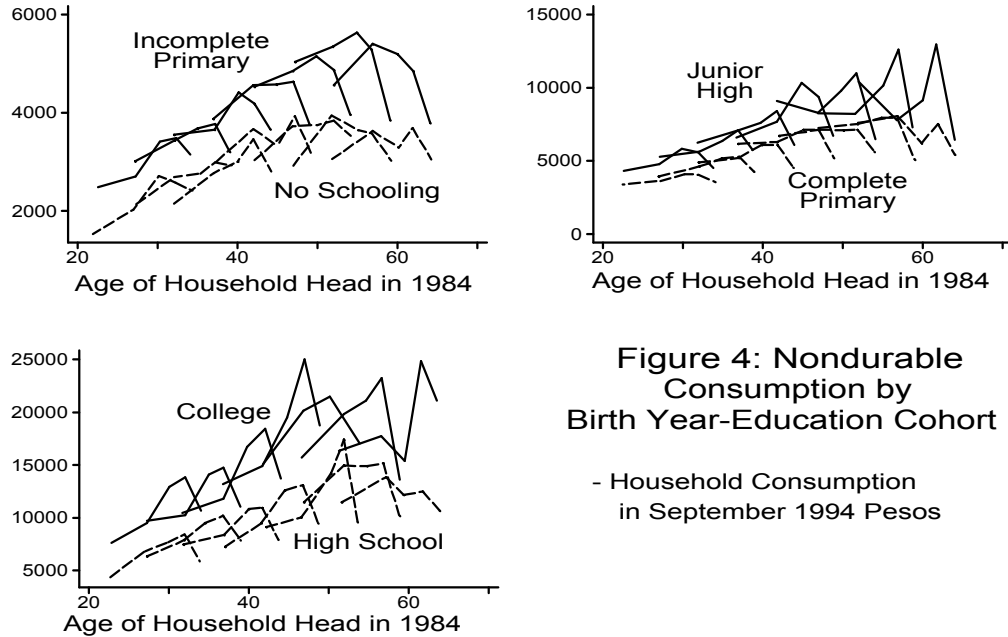 6000
4000
2000
Incomplete
Primary
No Schooling
20
40
60
Age of Household Head in 1984
15000
10000
5000
0
Junior
High
Complete
Primary
20
40
60
Age of Household Head in 1984
25000
20000
15000
10000
5000
College
High School
20
40
60
Age of Household Head in 1984
Figure 4: Nondurable
Consumption by
Birth Year-Education Cohort
- Household Consumption
in September 1994 Pesos